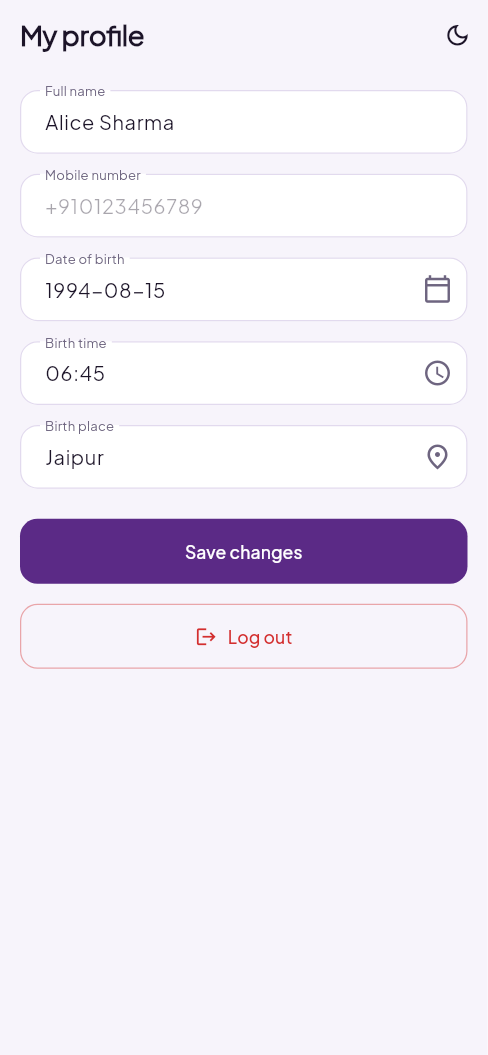 My profile
Full name
Alice Sharma
Mobile number
+910123456789
Date of birth
1994-08-15
Birth time
06:45
Birth place
Jaipur
Save changes
Log out